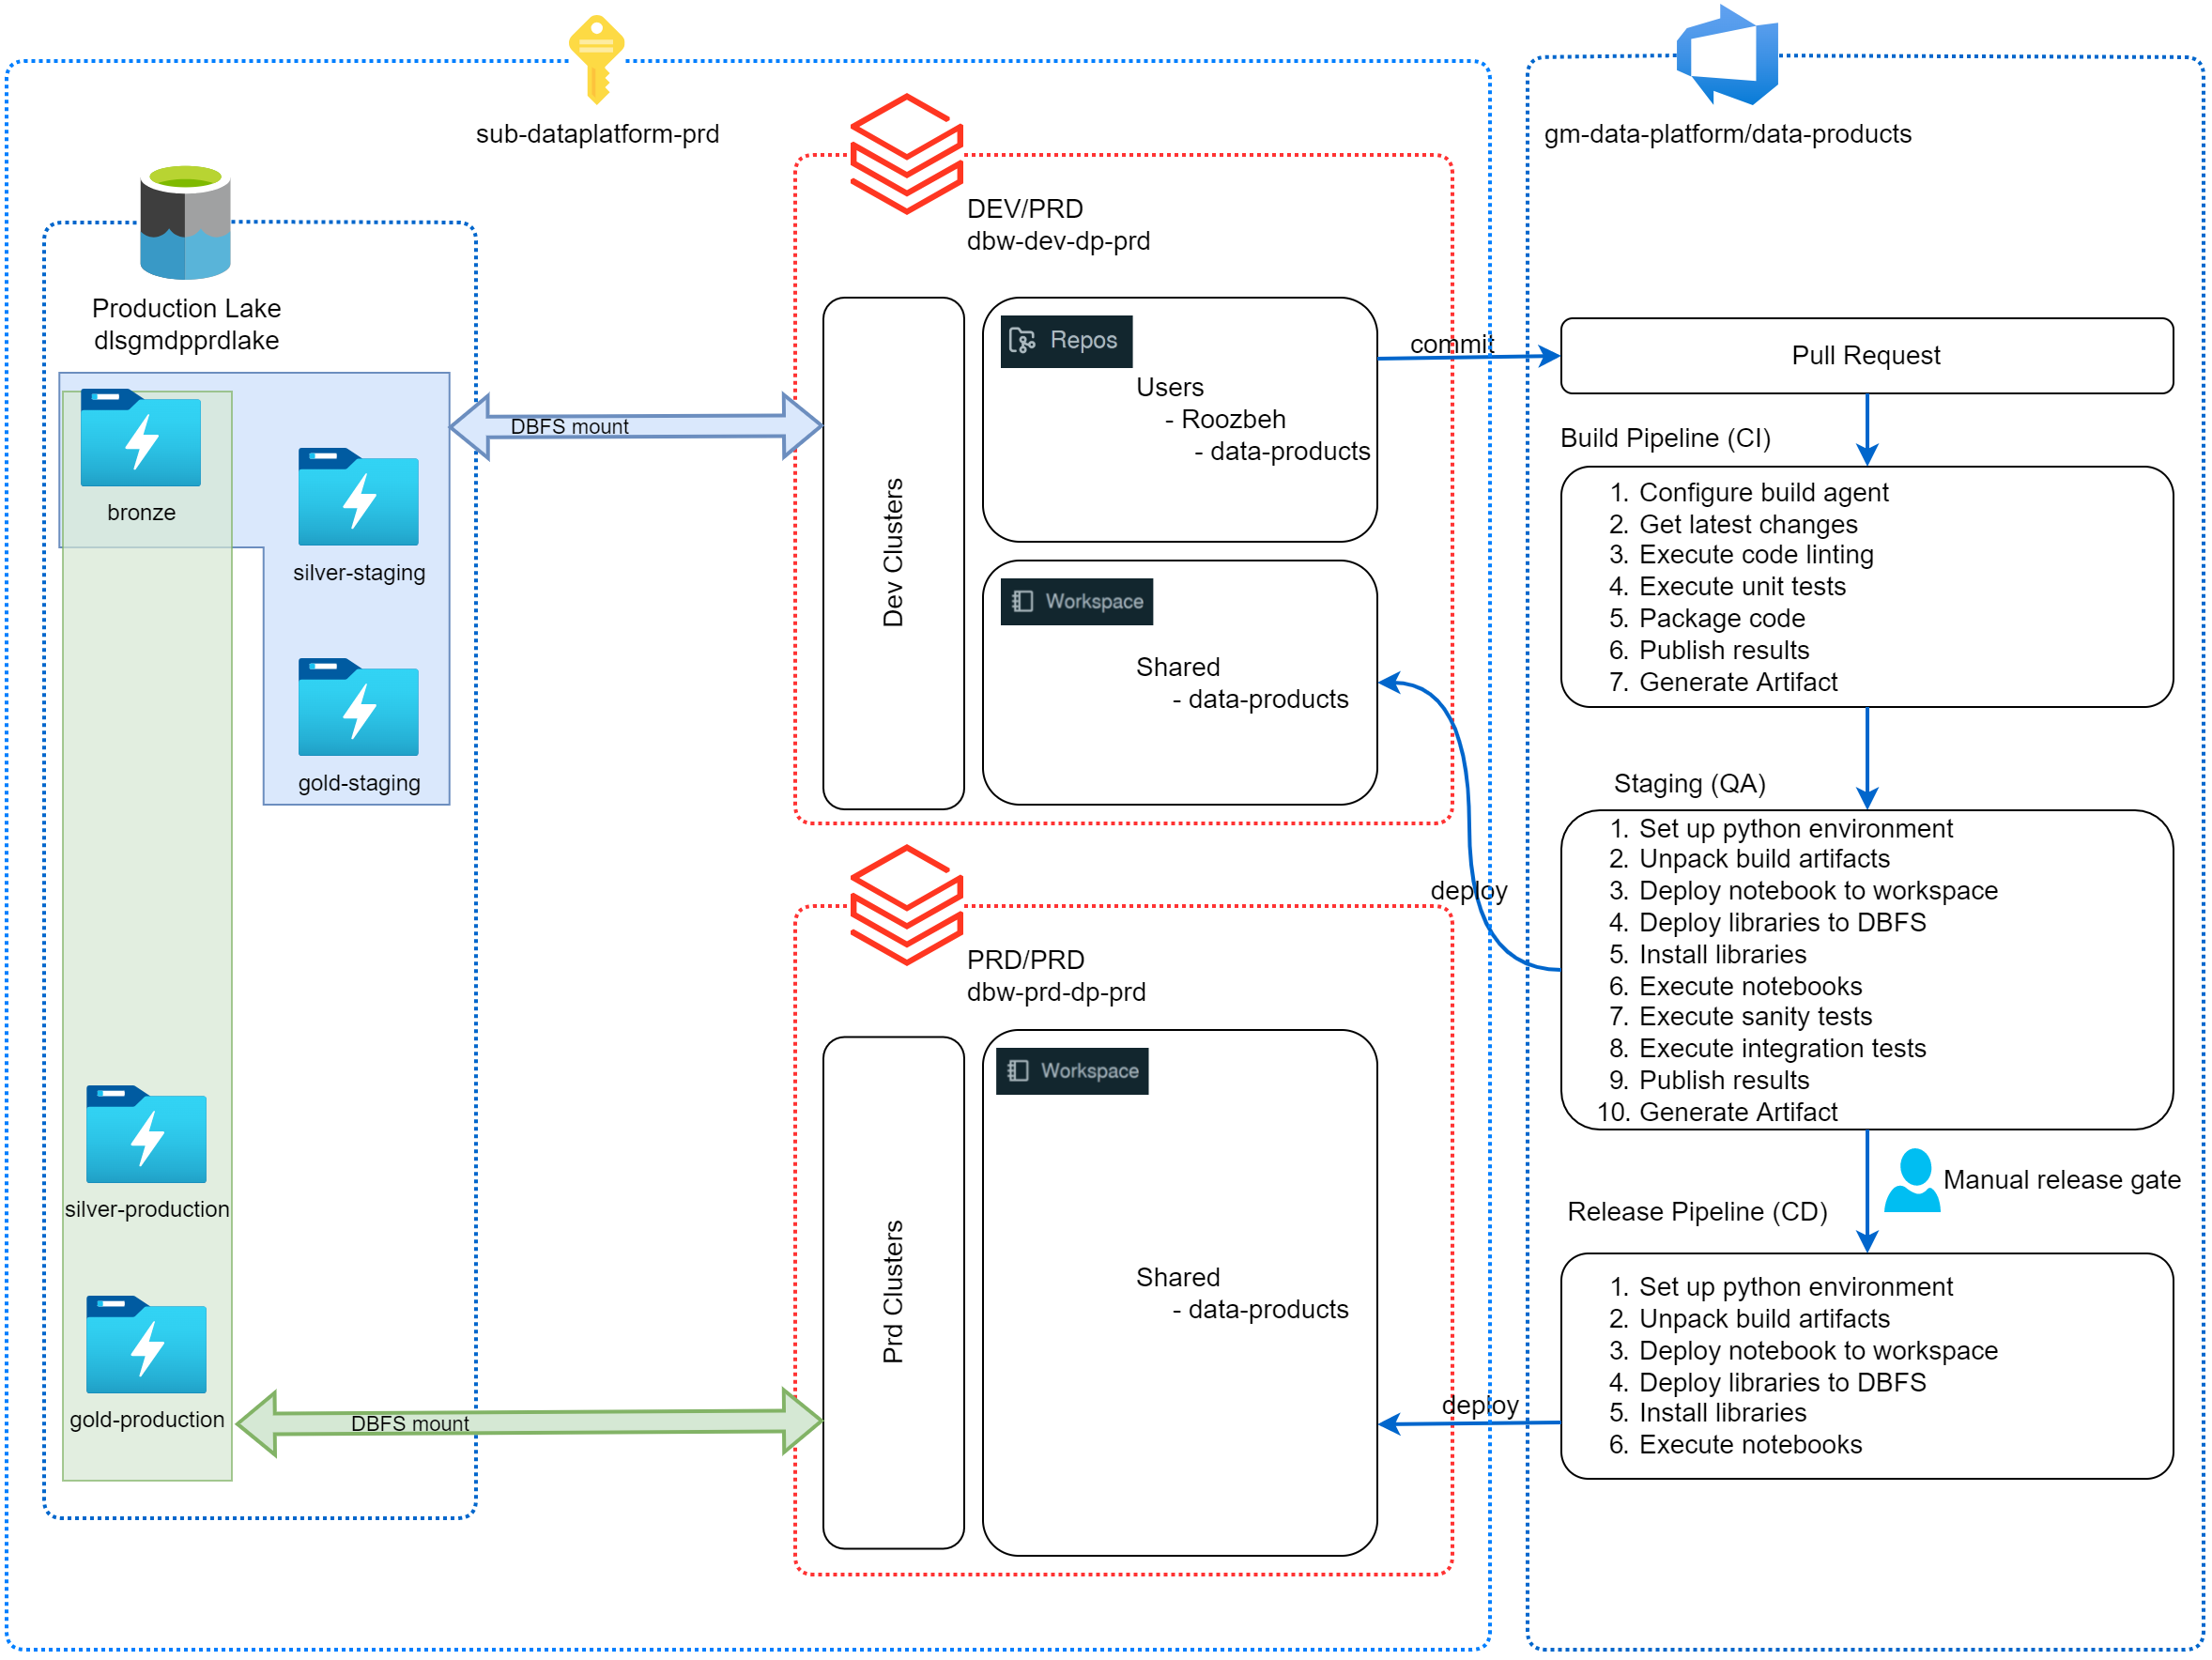 sub-dataplatform-prd
Production Lake
dlsgmdpprdlake
bronze
silver-staging
gold-staging
silver-production
gold-production
DBFS mount
DBFS mount
DEV/PRD
dbw-dev-dp-prd
Dev Clusters
Repos
Users
- Roozbeh
- data-products
Workspace
Shared
- data-products
PRD/PRD
dbw-prd-dp-prd
Prd Clusters
Workspace
Shared
- data-products
commit
deploy
deploy
gm-data-platform/data-products
Pull Request
Build Pipeline (CI)
1. Configure build agent
2. Get latest changes
3. Execute code linting
4. Execute unit tests
5. Package code
6. Publish results
7. Generate Artifact
Staging (QA)
1. Set up python environment
2. Unpack build artifacts
3. Deploy notebook to workspace
4. Deploy libraries to DBFS
5. Install libraries
6. Execute notebooks
7. Execute sanity tests
8. Execute integration tests
9. Publish results
10. Generate Artifact
Manual release gate
Release Pipeline (CD)
1. Set up python environment
2. Unpack build artifacts
3. Deploy notebook to workspace
4. Deploy libraries to DBFS
5. Install libraries
6. Execute notebooks